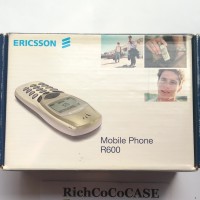 ERICSSON
Mobile Phone
R600
RichCoCoCASE